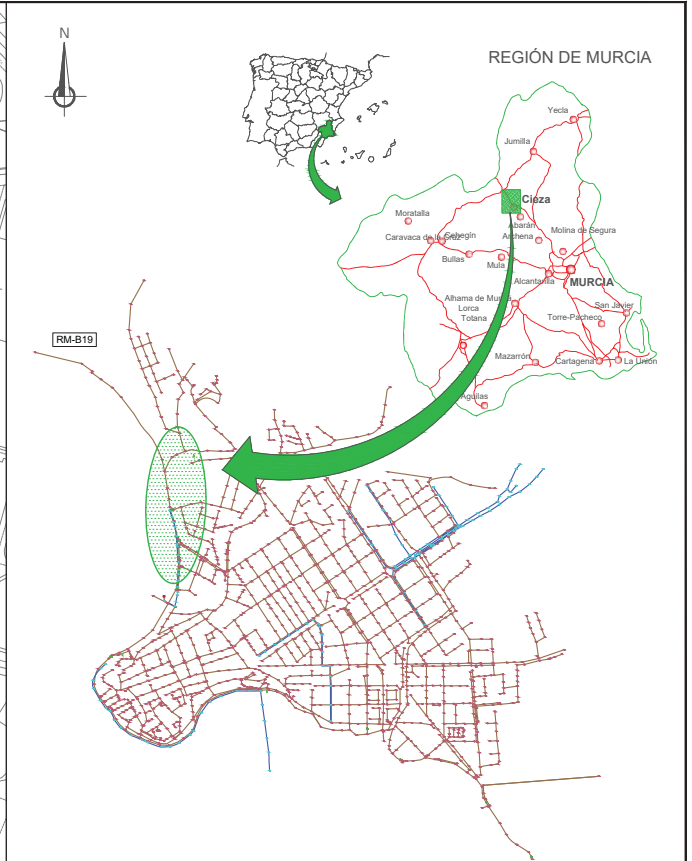 N
REGIÓN DE MURCIA
Yecla
Jumilla
Cieza
Moratalla
Abarán
Archena
Molina de Segura
Caravaca de la Cruz
Cehegín
Bullas
Mula
Alcantarilla
MURCIA
Alhama de Murcia
Lorca
Totana
San Javier
Torre-Pacheco
Mazarrón
Cartagena
La Unión
Aguilas
RM-B19